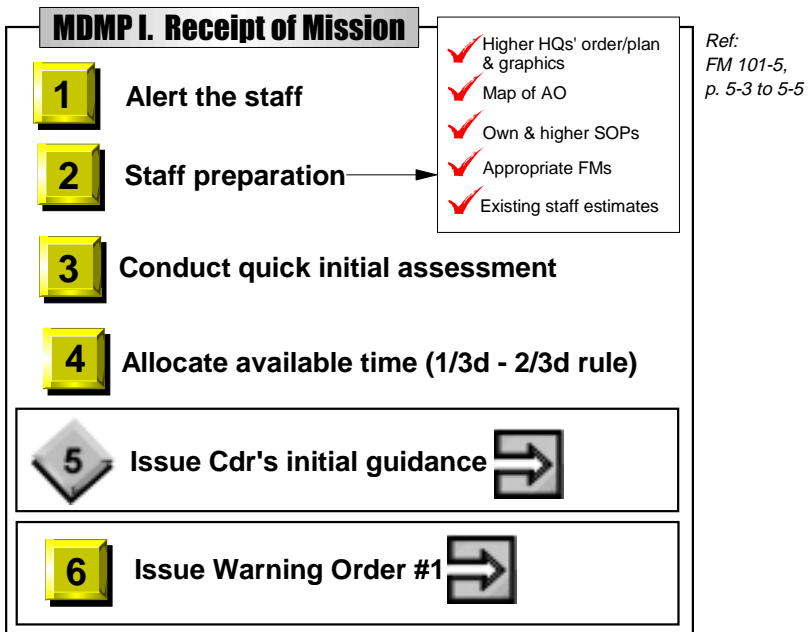 MDMP I. Receipt of Mission
Higher HQs' order/plan
& graphics
Map of AO
Own & higher SOPs
Appropriate FMs
Existing staff estimates
Ref:
FM 101-5,
p. 5-3 to 5-5
1 Alert the staff
2 Staff preparation
3 Conduct quick initial assessment
4 Allocate available time (1/3d - 2/3d rule)
5 Issue Cdr's initial guidance
6 Issue Warning Order #1